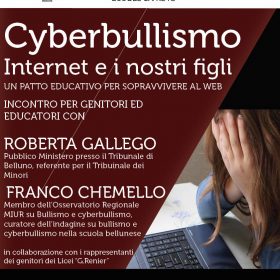 Cyberbullismo
Internet e i nostri figli
UN PATTO EDUCATIVO PER SOPRAVVIVERE AL WEB
INCONTRO PER GENITORI ED
EDUCATORI CON
ROBERTA GALLEGO
Pubblico Ministero presso il Tribunale di
Belluno, referente per il Tribuinale dei
Minori
FRANCO CHEMELLO
Membro dell'Osservatorio Regionale
MIUR su Bullismo e cyberbullismo,
curatore dell'indagine su bullismo e
cyberbullismo nella scuola bellunese
in collaborazione con i rappresentanti
dei genitori dei Licei "G.Renier"